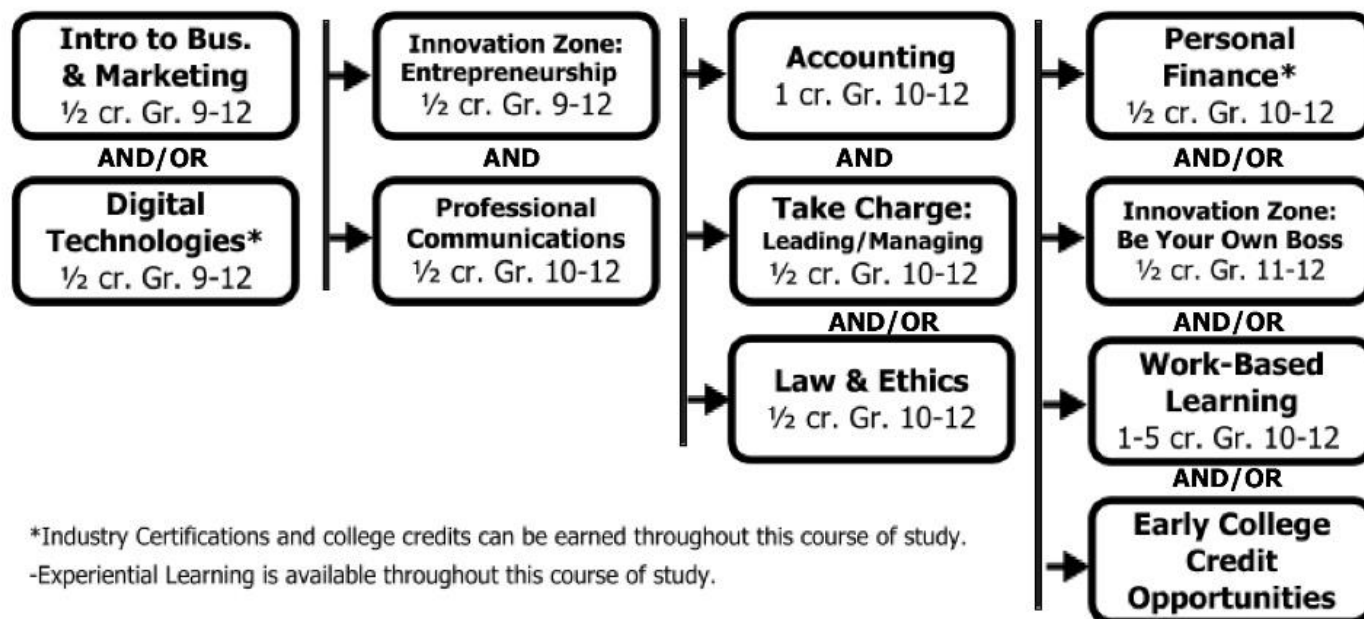 Intro to Bus.
& Marketing
½ cr. Gr. 9-12
AND/OR
Digital
Technologies*
½ cr. Gr. 9-12
Innovation Zone:
Entrepreneurship
½ cr. Gr. 9-12
AND
Professional
Communications
½ cr. Gr. 10-12
Accounting
1 cr. Gr. 10-12
AND
Take Charge:
Leading/Managing
½ cr. Gr. 10-12
AND/OR
Law & Ethics
½ cr. Gr. 10-12
Personal
Finance*
½ cr. Gr. 10-12
AND/OR
Innovation Zone:
Be Your Own Boss
½ cr. Gr. 11-12
AND/OR
Work-Based
Learning
1-5 cr. Gr. 10-12
AND/OR
Early College
Credit
Opportunities
*Industry Certifications and college credits can be earned throughout this course of study.
-Experiential Learning is available throughout this course of study.